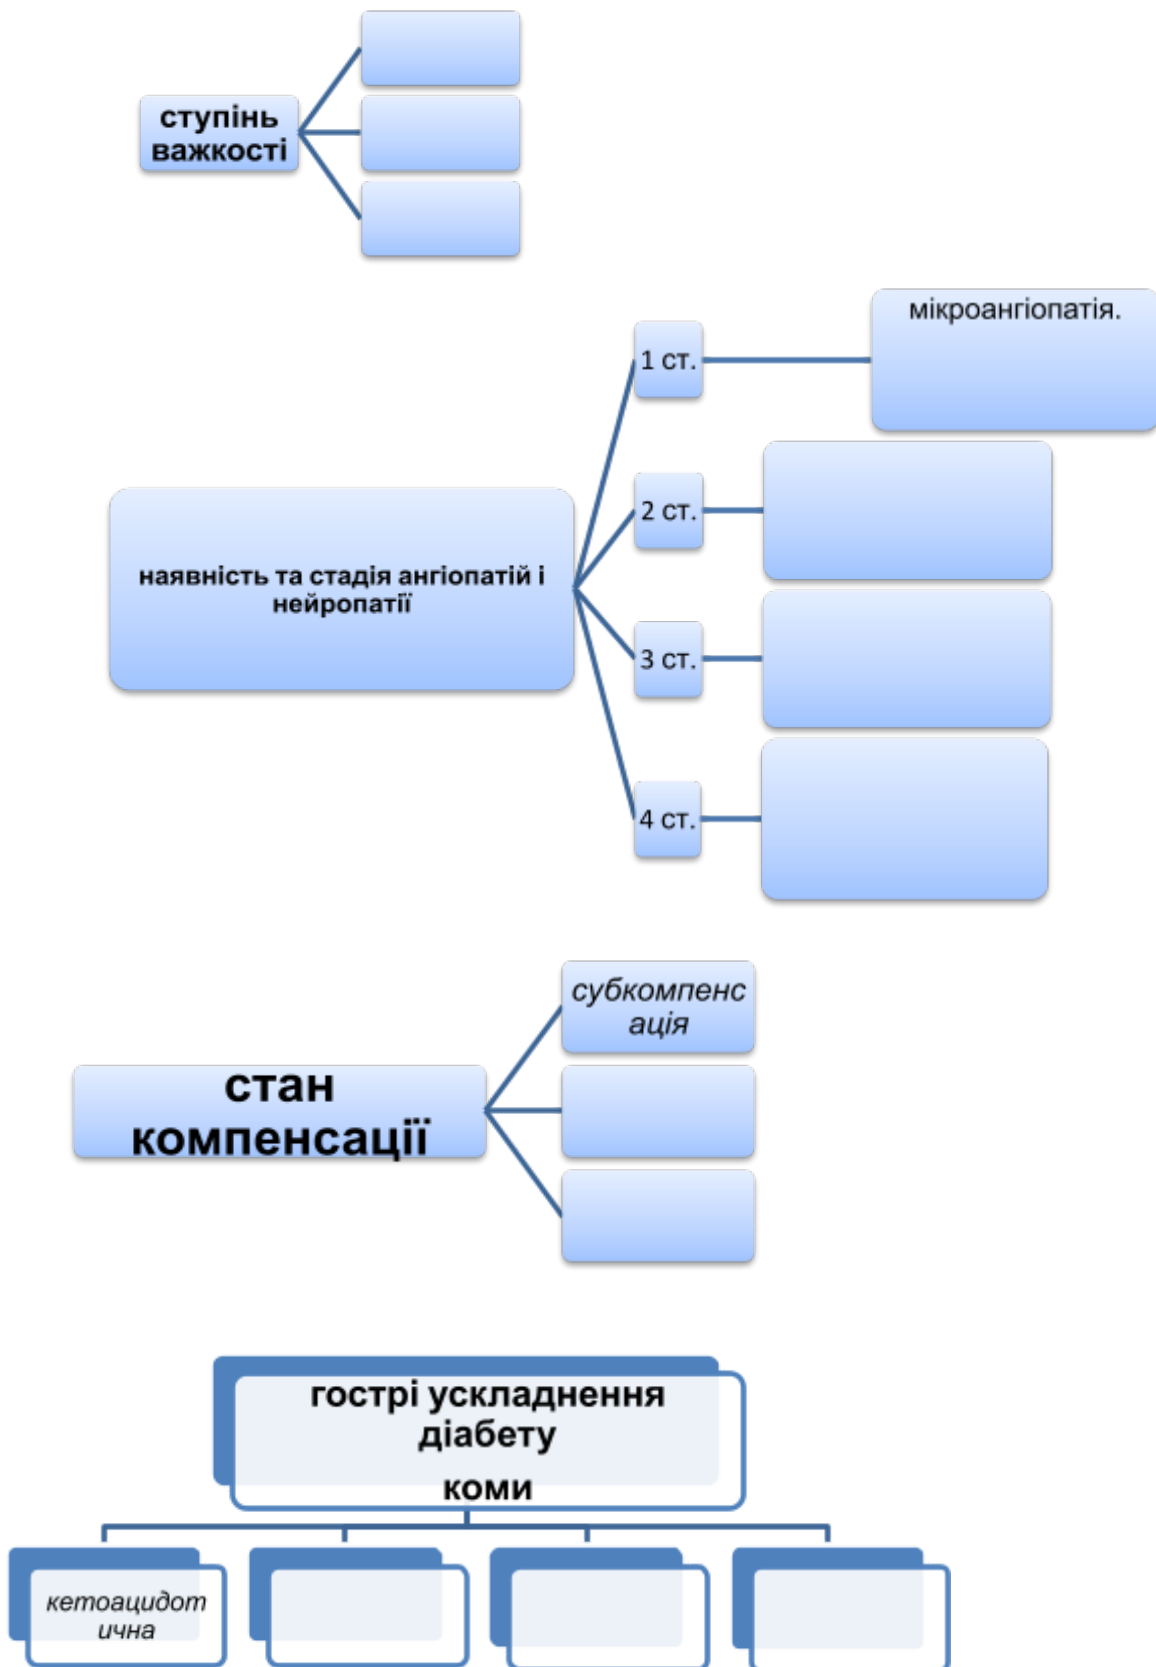 ступінь
важкості
мікроангіопатія.
1 ст.
2 ст.
наявність та стадія ангіопатій і
нейропатії
3 ст.
4 ст.
субкомпенс
ація
стан
компенсації
гострі ускладнення
діабету
коми
кетоацидот
ична